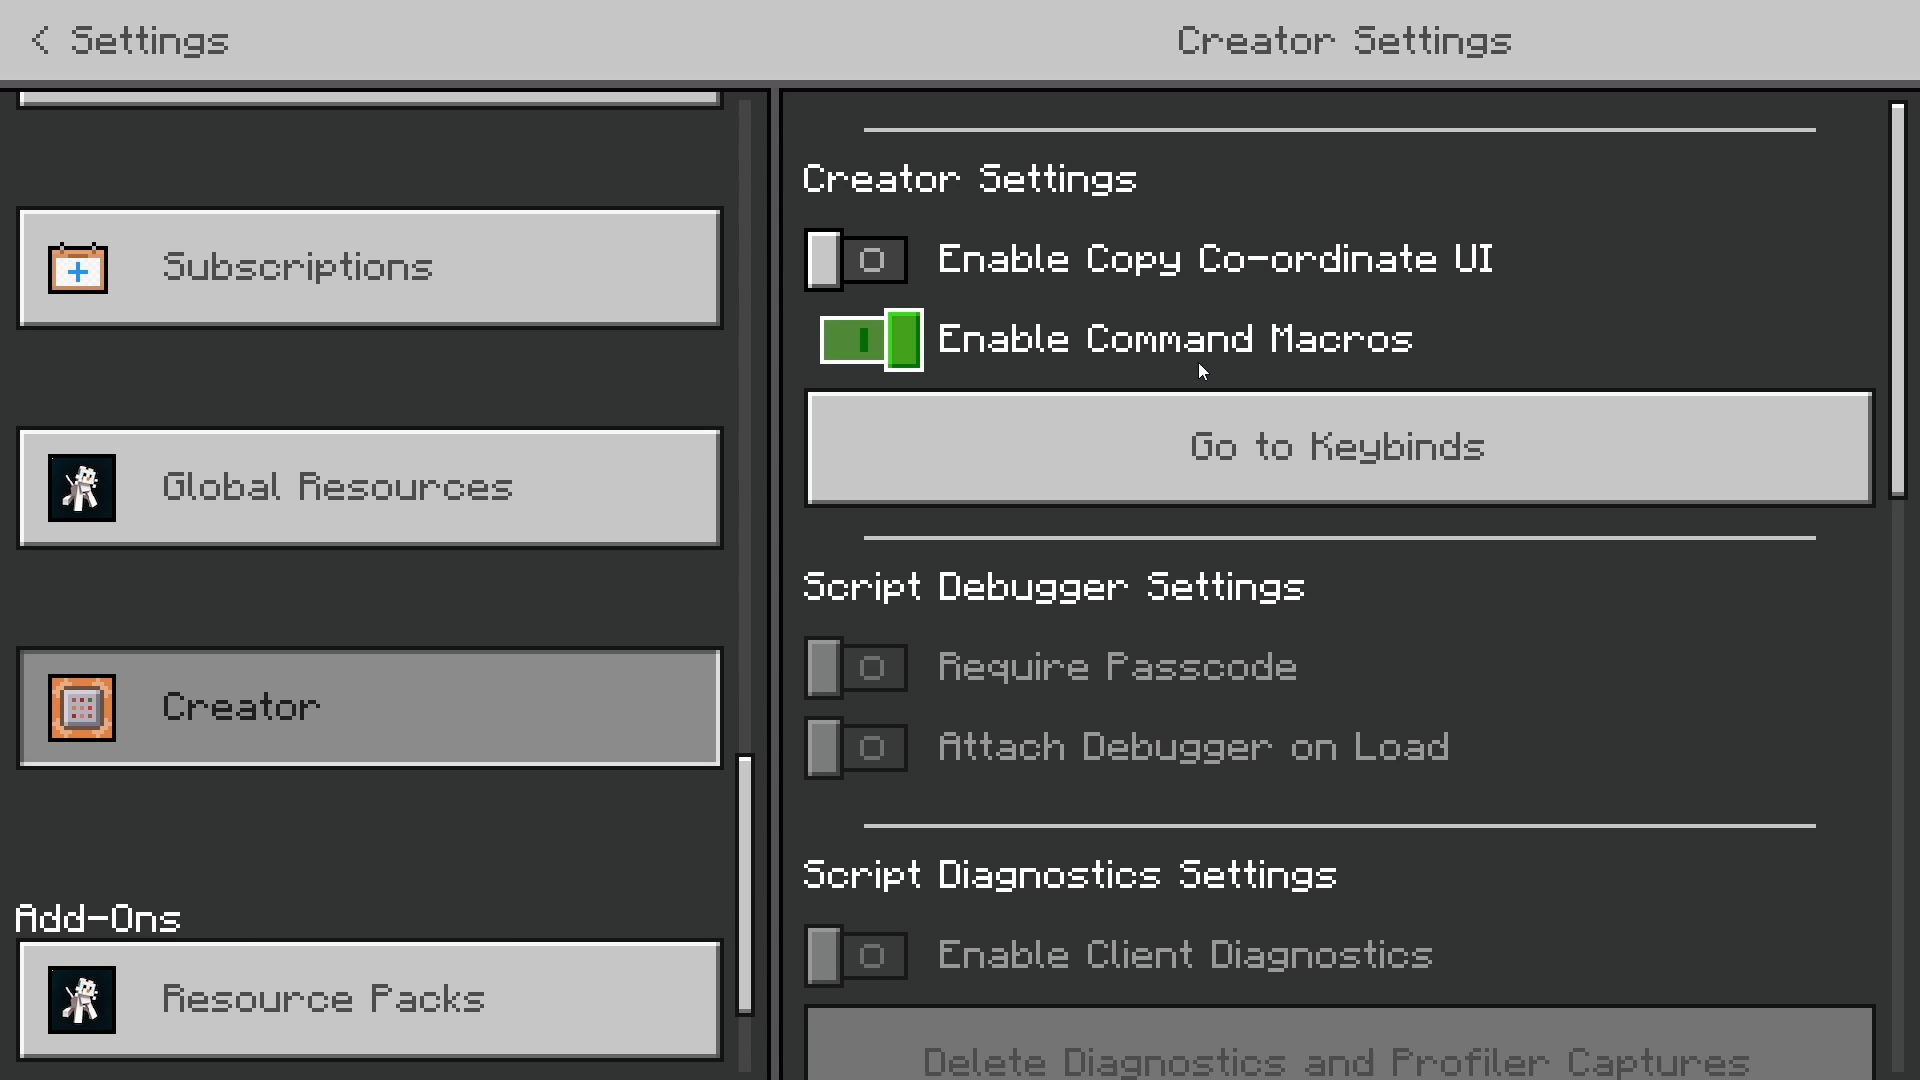 Settings
Creator Settings
Subscriptions
Global Resources
Creator
Add-Ons
Resource Packs
Creator Settings
Enable Copy Co-ordinate UI
Enable Command Macros
Go to Keybinds
Script Debugger Settings
Require Passcode
Attach Debugger on Load
Script Diagnostics Settings
Enable Client Diagnostics
Delete Diagnostics and Profiler Captures